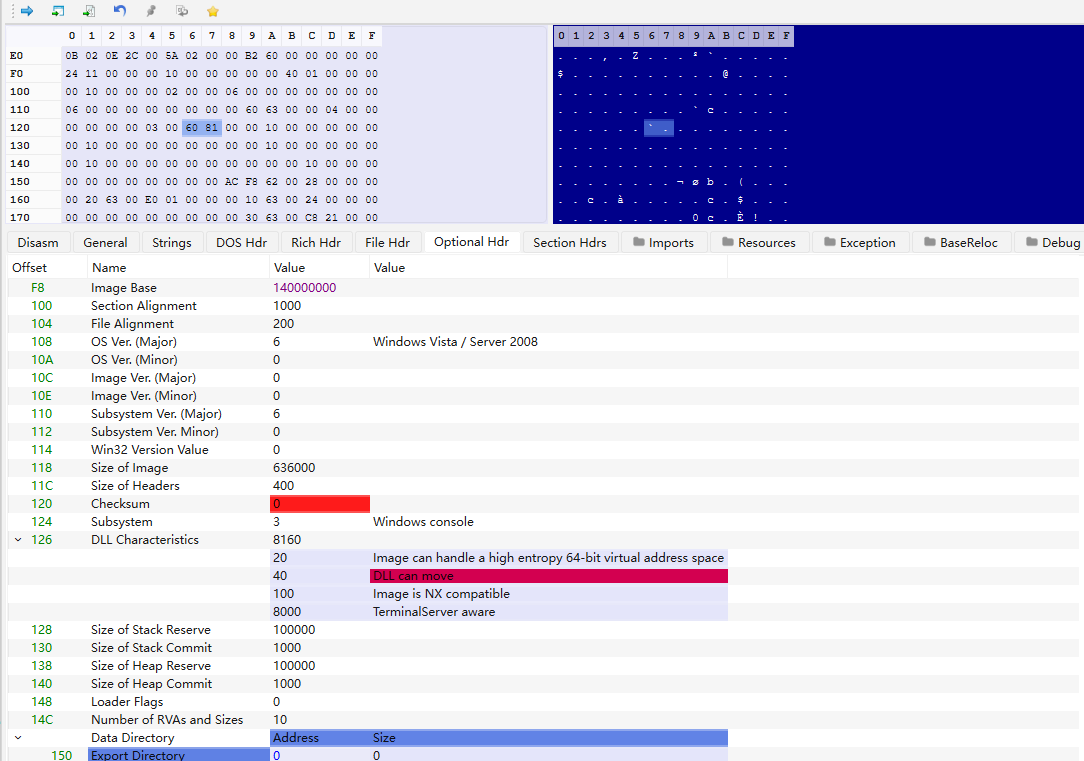 0 1 2 3 4 5 6 7 8 9 A B C D E F
0 1 2 3 4 5 6 7 8 9 A B C D E F
E0 0B 02 0E 2C 00 5A 02 00 00 B2 60 00 00 00 00 00 . . . , . Z . . . ² ` . . . . .
F0 24 11 00 00 00 10 00 00 00 00 00 40 01 00 00 00 $ . . . . . . . . . . @ . . . .
100 00 10 00 00 00 02 00 00 06 00 00 00 00 00 00 00 . . . . . . . . . . . . . . . .
110 06 00 00 00 00 00 00 00 00 60 63 00 00 04 00 00 . . . . . . . . . ` c . . . . .
120 00 00 00 00 03 00 60 81 00 00 10 00 00 00 00 00 . . . . . . ` . . . . . . . . .
130 00 10 00 00 00 00 00 00 00 00 10 00 00 00 00 00 . . . . . . . . . . . . . . . .
140 00 10 00 00 00 00 00 00 00 00 00 00 10 00 00 00 . . . . . . . . . . . . . . . .
150 00 00 00 00 00 00 00 00 AC F8 62 00 28 00 00 00 . . . . . . . . ¬ ø b . ( . . .
160 00 20 63 00 E0 01 00 00 00 10 63 00 24 00 00 00 . . c . à . . . . . c . $ . . .
170 00 00 00 00 00 00 00 00 00 30 63 00 C8 21 00 00 . . . . . . . . . 0 c . È ! . .
Disasm General Strings DOS Hdr Rich Hdr File Hdr Optional Hdr Section Hdrs Imports Resources Exception BaseReloc Debug
Offset Name Value Value
F8 Image Base 140000000
100 Section Alignment 1000
104 File Alignment 200
108 OS Ver. (Major) 6 Windows Vista / Server 2008
10A OS Ver. (Minor) 0
10C Image Ver. (Major) 0
10E Image Ver. (Minor) 0
110 Subsystem Ver. (Major) 6
112 Subsystem Ver. Minor) 0
114 Win32 Version Value 0
118 Size of Image 636000
11C Size of Headers 400
120 Checksum 0
124 Subsystem 3 Windows console
126 DLL Characteristics 8160
20 Image can handle a high entropy 64-bit virtual address space
40 DLL can move
100 Image is NX compatible
8000 TerminalServer aware
128 Size of Stack Reserve 100000
130 Size of Stack Commit 1000
138 Size of Heap Reserve 100000
140 Size of Heap Commit 1000
148 Loader Flags 0
14C Number of RVAs and Sizes 10
Data Directory Address Size
150 Export Directory 0 0